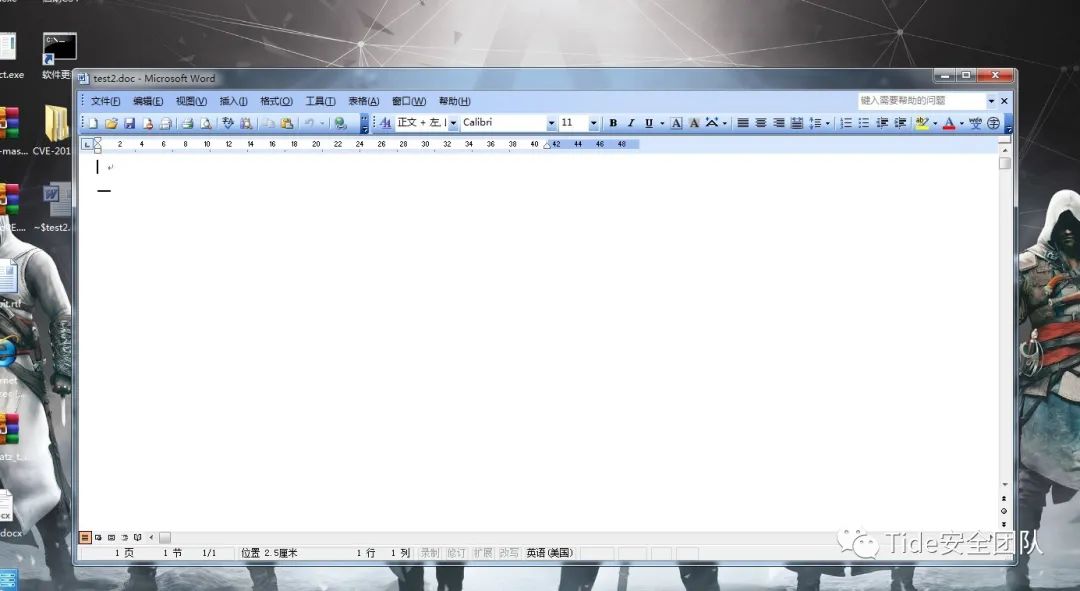 ct.exe
软件更
-mas...
CVE-201
~$test2.
test2.doc - Microsoft Word
文件(F) 编辑(E) 视图(V) 插入(I) 格式(O) 工具(T) 表格(A) 窗口(W) 帮助(H) 键入需要帮助的问题
正文 + 左, Calibri 11 B I U A A
2 4 6 8 10 12 14 16 18 20 22 24 26 28 30 32 34 36 38 40 42 44 46 48
1 页 1 节 1/1 位置 2.5厘米 1 行 1 列 录制 修订 扩展 改写 英语(美国)
Tide安全团队